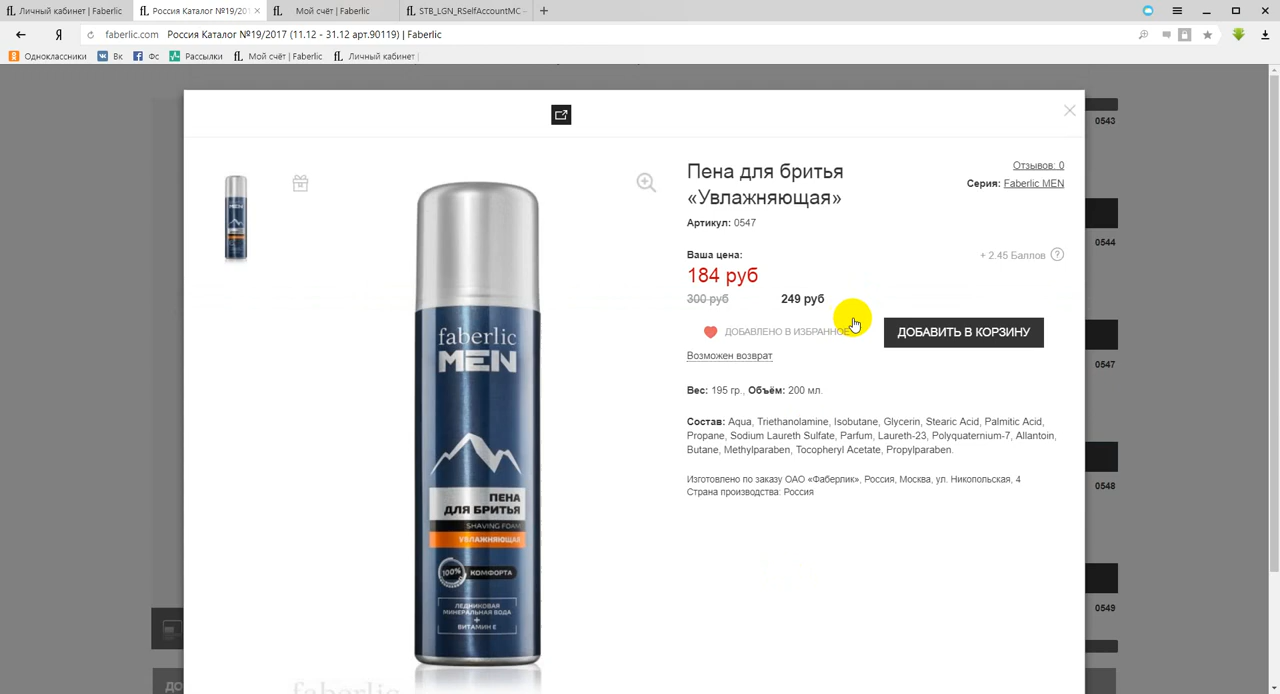 Личный кабинет | Faberlic
Россия Каталог №19/201
Мой счёт | Faberlic
STB_LGN_RSelfAccountMC –
Я
faberlic.com Россия Каталог №19/2017 (11.12 - 31.12 арт.90119) | Faberlic
Одноклассники
Вк
Фс
Рассылки
Мой счёт | Faberlic
Личный кабинет |
0543
0544
0547
0548
0549
Пена для бритья
«Увлажняющая»
Отзывов: 0
Серия: Faberlic MEN
Артикул: 0547
Ваша цена:
+ 2.45 Баллов ?
184 руб
300 руб 249 руб
ДОБАВЛЕНО В ИЗБРАННОЕ
ДОБАВИТЬ В КОРЗИНУ
Возможен возврат
Вес: 195 гр., Объём: 200 мл.
Состав: Aqua, Triethanolamine, Isobutane, Glycerin, Stearic Acid, Palmitic Acid,
Propane, Sodium Laureth Sulfate, Parfum, Laureth-23, Polyquaternium-7, Allantoin,
Butane, Methylparaben, Tocopheryl Acetate, Propylparaben.
Изготовлено по заказу ОАО «Фаберлик», Россия, Москва, ул. Никопольская, 4
Страна производства: Россия
faberlic
MEN
ПЕНА
ДЛЯ БРИТЬЯ
SHAVING FOAM
УВЛАЖНЯЮЩАЯ
100% КОМФОРТА
ЛЕДНИКОВАЯ
МИНЕРАЛЬНАЯ ВОДА
+
ВИТАМИН Е
faberlic
ДО